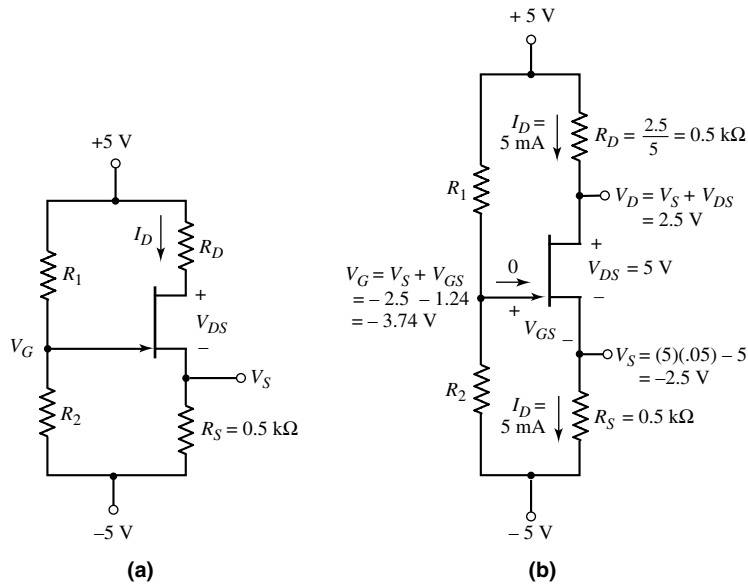 +5 V
I_D
R_D
R_1
+
V_DS
V_G
−
V_S
R_2
R_S = 0.5 kΩ
−5 V
(a)
+ 5 V
I_D =
5 mA
R_D = 2.5/5 = 0.5 kΩ
R_1
V_D = V_S + V_DS
= 2.5 V
+
V_G = V_S + V_GS
= − 2.5 − 1.24
= − 3.74 V
0
V_DS = 5 V
−
+
V_GS
−
V_S = (5)(.05) − 5
= −2.5 V
R_2
I_D =
5 mA
R_S = 0.5 kΩ
− 5 V
(b)